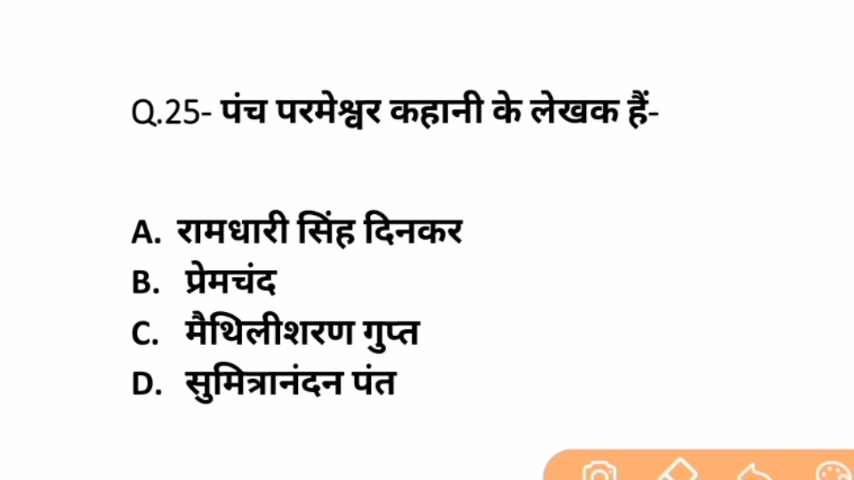 Q.25- पंच परमेश्वर कहानी के लेखक हैं-
A. रामधारी सिंह दिनकर
B. प्रेमचंद
C. मैथिलीशरण गुप्त
D. सुमित्रानंदन पंत